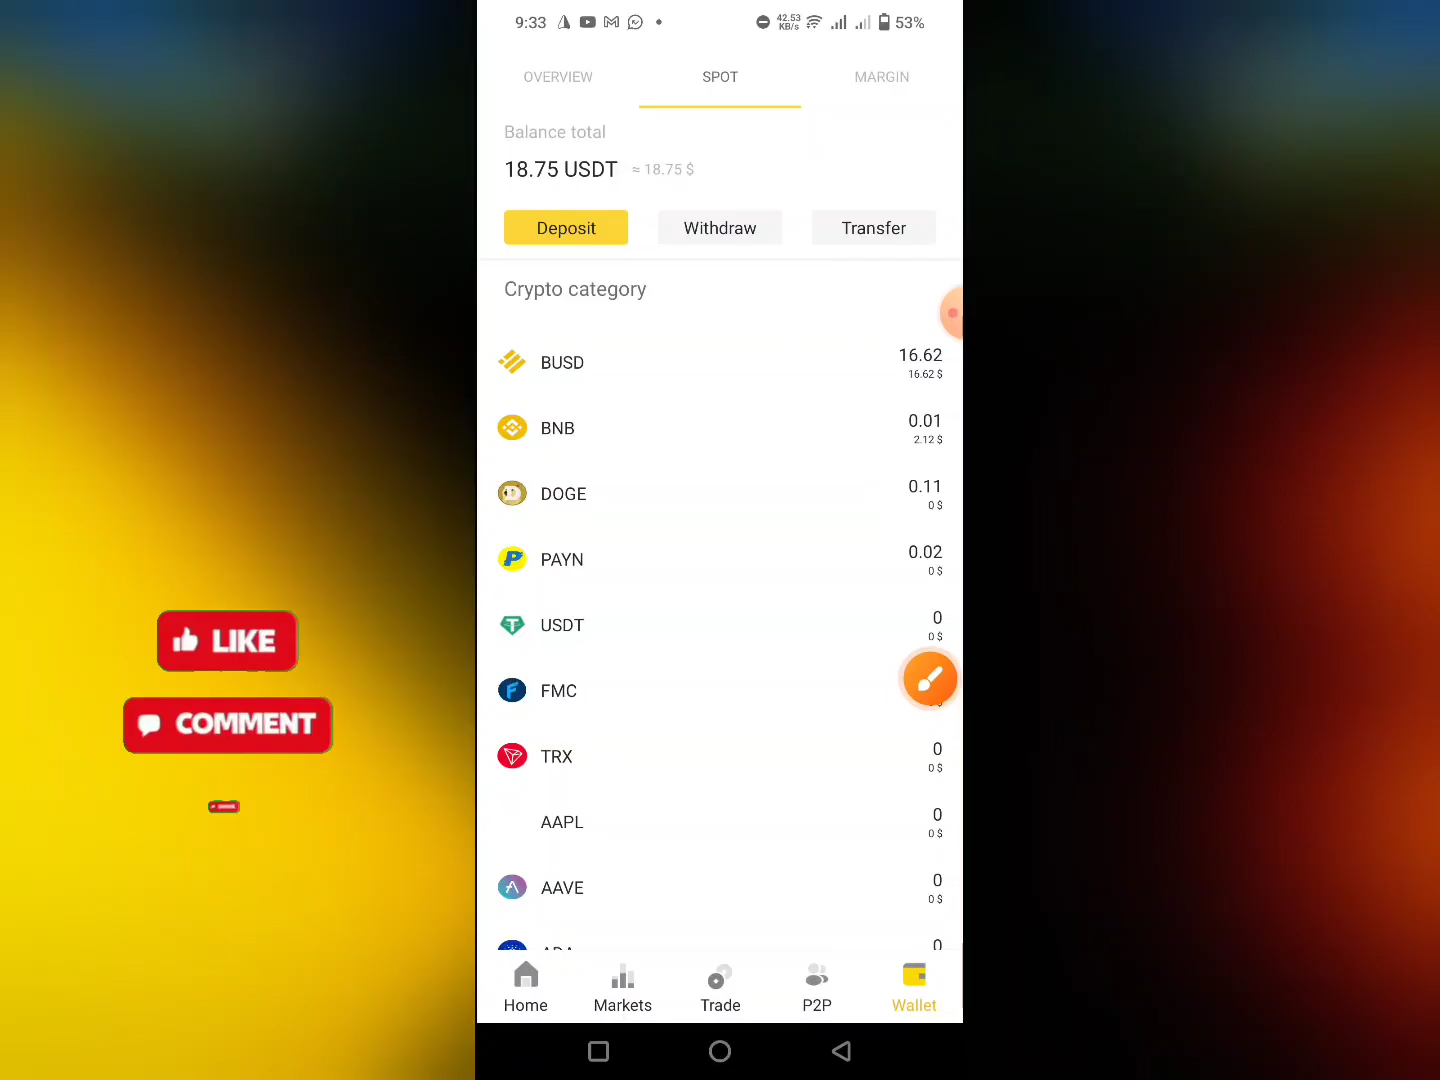 9:33 42.53 KB/s 53%
OVERVIEW SPOT MARGIN
Balance total
18.75 USDT ≈ 18.75 $
Deposit Withdraw Transfer
Crypto category
BUSD 16.62
16.62 $
BNB 0.01
2.12 $
DOGE 0.11
0 $
PAYN 0.02
0 $
USDT 0
0 $
FMC
TRX 0
0 $
AAPL 0
0 $
AAVE 0
0 $
ADA 0
Home Markets Trade P2P Wallet
LIKE
COMMENT